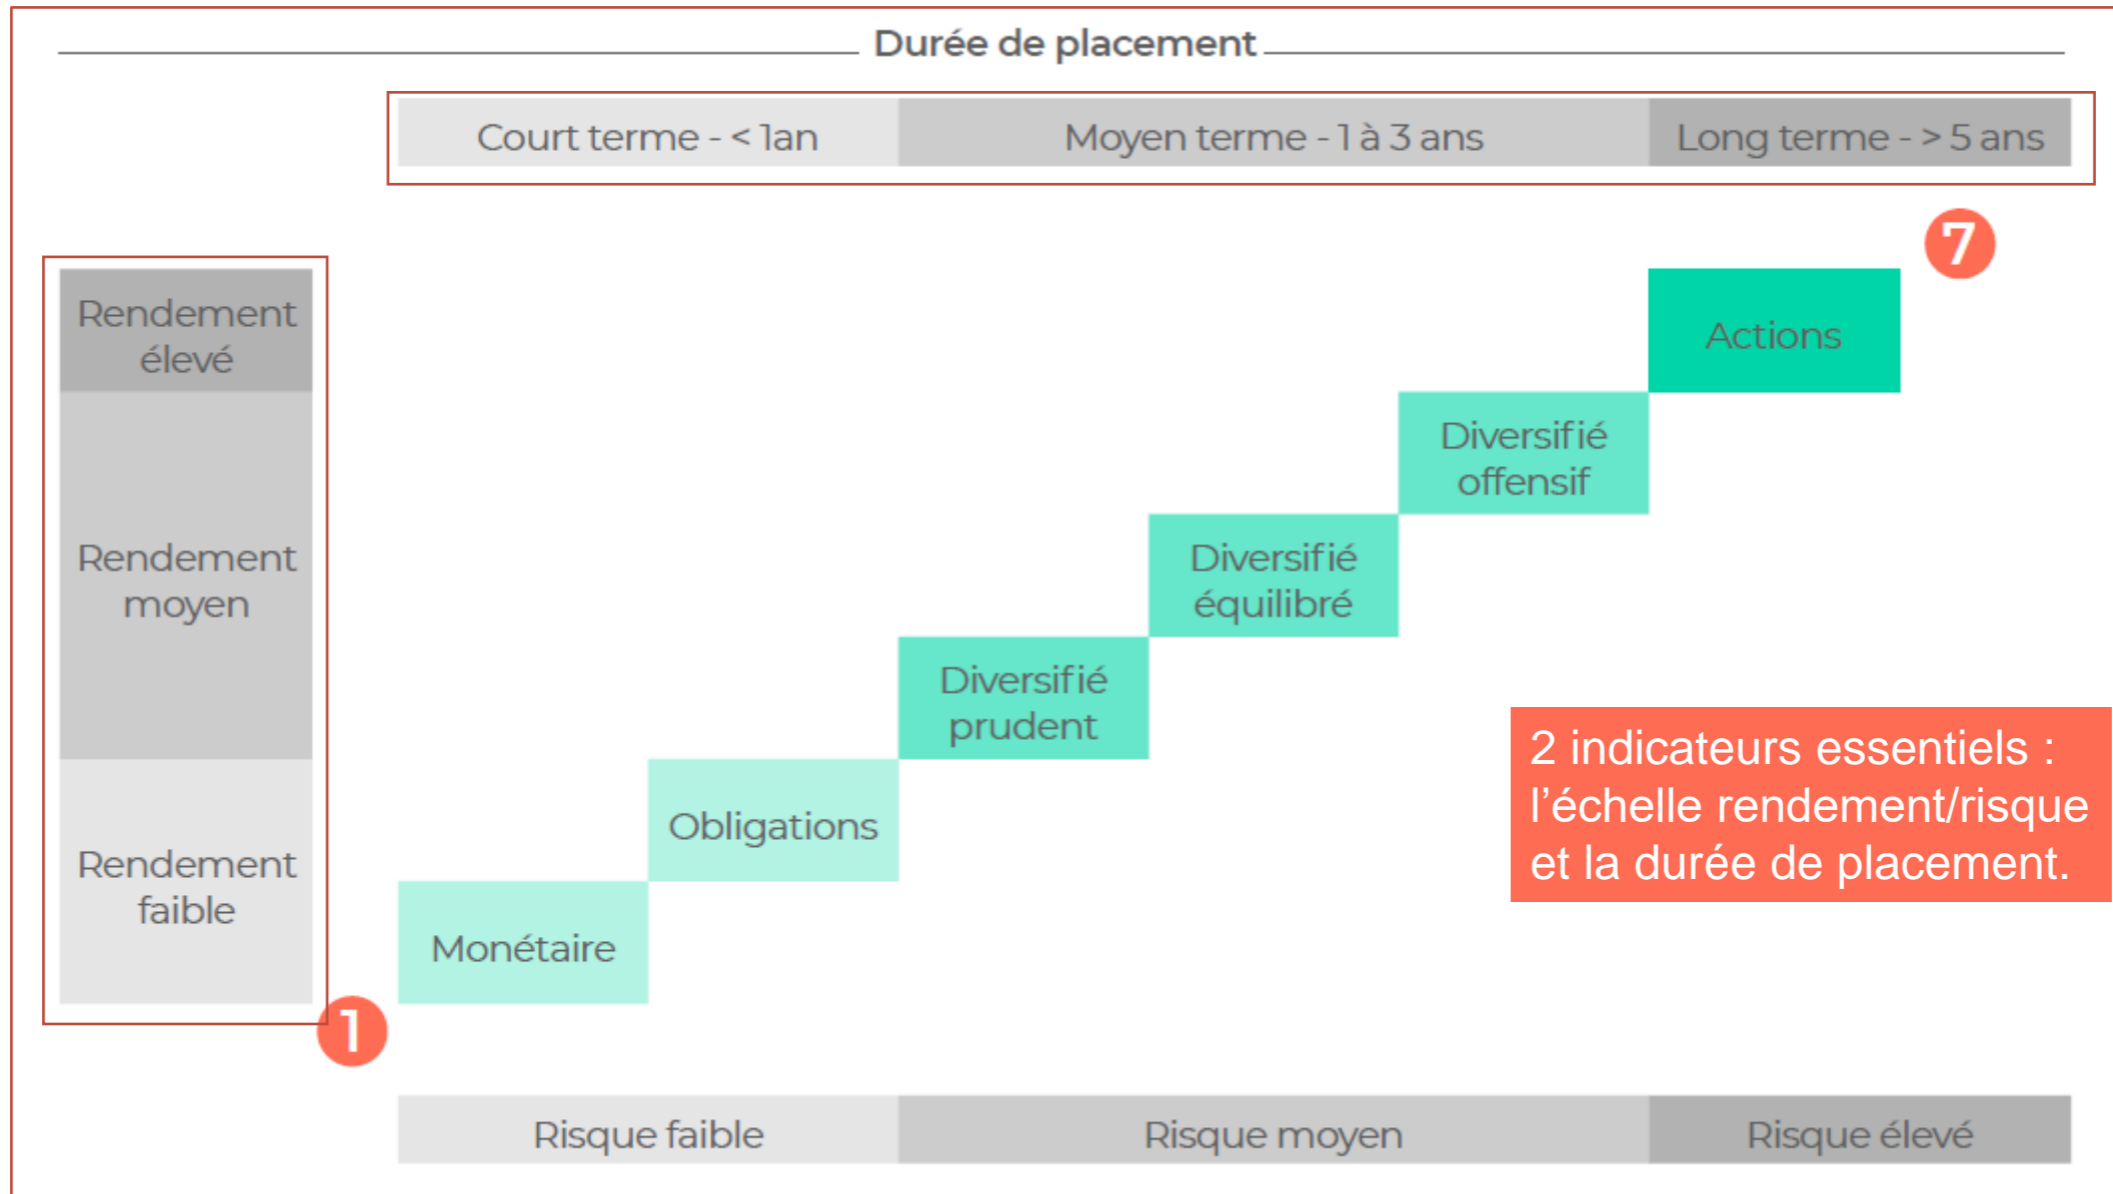 Durée de placement
Court terme - < 1an
Moyen terme - 1 à 3 ans
Long terme - > 5 ans
7
Rendement
élevé
Actions
Diversifié
offensif
Rendement
moyen
Diversifié
équilibré
Diversifié
prudent
2 indicateurs essentiels :
l’échelle rendement/risque
et la durée de placement.
Obligations
Rendement
faible
Monétaire
1
Risque faible
Risque moyen
Risque élevé